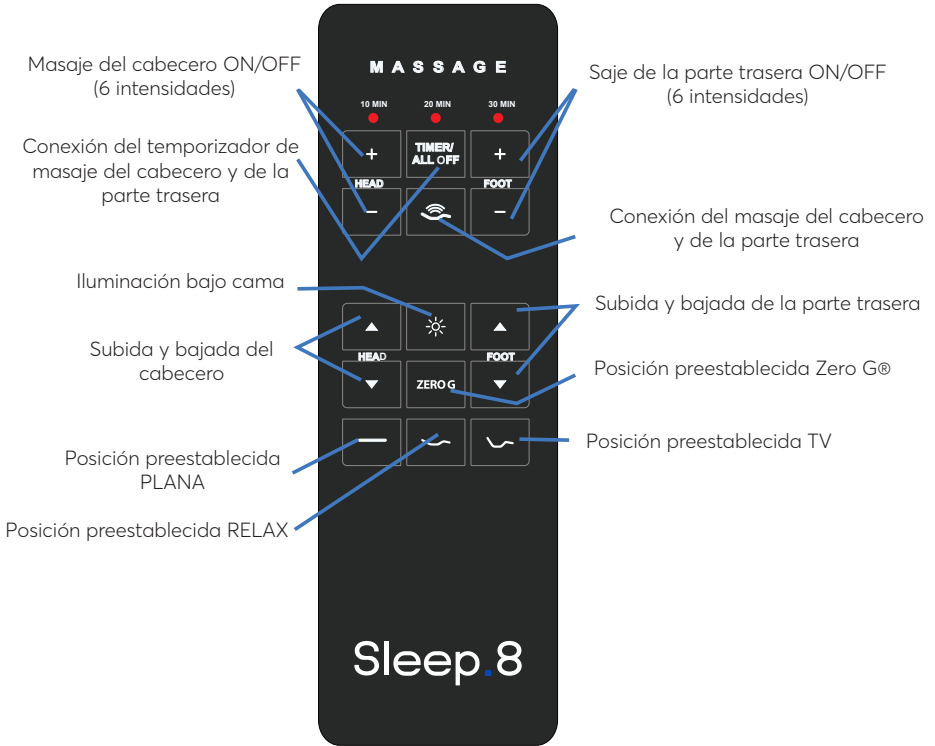 Masaje del cabecero ON/OFF
(6 intensidades)
Conexión del temporizador de
masaje del cabecero y de la
parte trasera
Iluminación bajo cama
Subida y bajada del
cabecero
Posición preestablecida
PLANA
Posición preestablecida RELAX
MASSAGE
10 MIN 20 MIN 30 MIN
+ TIMER/ +
ALL OFF
HEAD FOOT
- -
HEAD FOOT
ZERO G
Sleep.8
Saje de la parte trasera ON/OFF
(6 intensidades)
Conexión del masaje del cabecero
y de la parte trasera
Subida y bajada de la parte trasera
Posición preestablecida Zero G®
Posición preestablecida TV